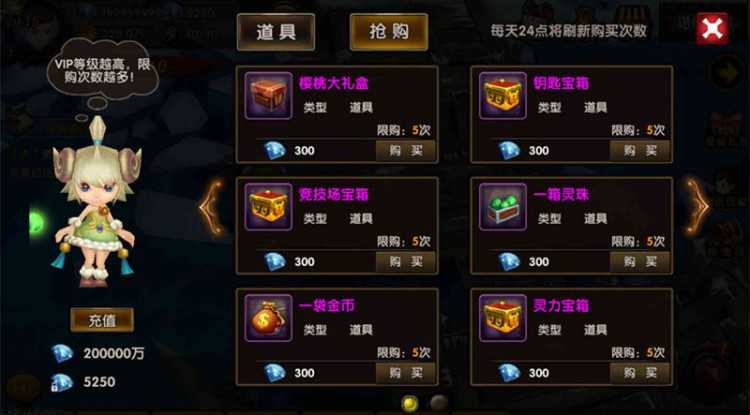 道具
抢购
每天24点将刷新购买次数
VIP等级越高，限
购次数越多！
樱桃大礼盒
类型 道具
限购：5次
300
购买
钥匙宝箱
类型 道具
限购：5次
300
购买
竞技场宝箱
类型 道具
限购：5次
300
购买
一箱灵珠
类型 道具
限购：5次
300
购买
一袋金币
类型 道具
限购：5次
300
购买
灵力宝箱
类型 道具
限购：5次
300
购买
充值
200000万
5250